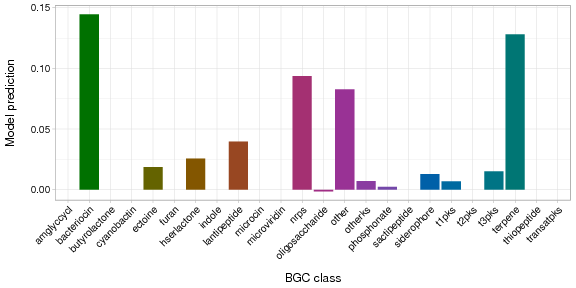 0.15
0.10
0.05
0.00
Model prediction
amglyccycl
bacteriocin
butyrolactone
cyanobactin
ectoine
furan
hserlactone
indole
lantipeptide
microcin
microviridin
nrps
oligosaccharide
other
otherks
phosphonate
sactipeptide
siderophore
t1pks
t2pks
t3pks
terpene
thiopeptide
transatpks
BGC class